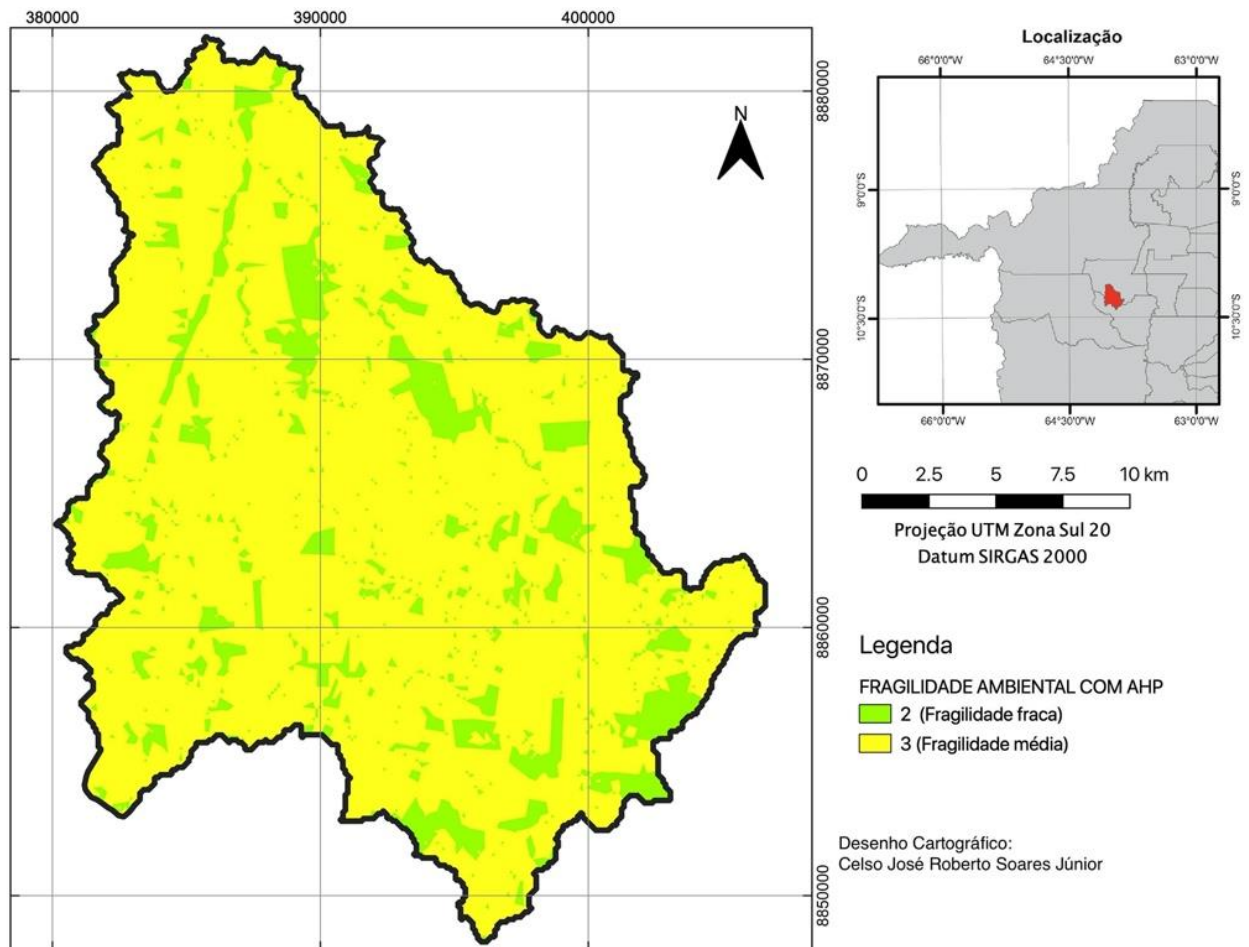 380000
390000
400000
8880000
8870000
8860000
8850000
N
Localização
66°0'0"W
64°30'0"W
63°0'0"W
9°0'0"S
9°0'0"S.
10°30'0"S
10°30'0"S.
66°0'0"W
64°30'0"W
63°0'0"W
0 2.5 5 7.5 10 km
Projeção UTM Zona Sul 20
Datum SIRGAS 2000
Legenda
FRAGILIDADE AMBIENTAL COM AHP
2 (Fragilidade fraca)
3 (Fragilidade média)
Desenho Cartográfico:
Celso José Roberto Soares Júnior